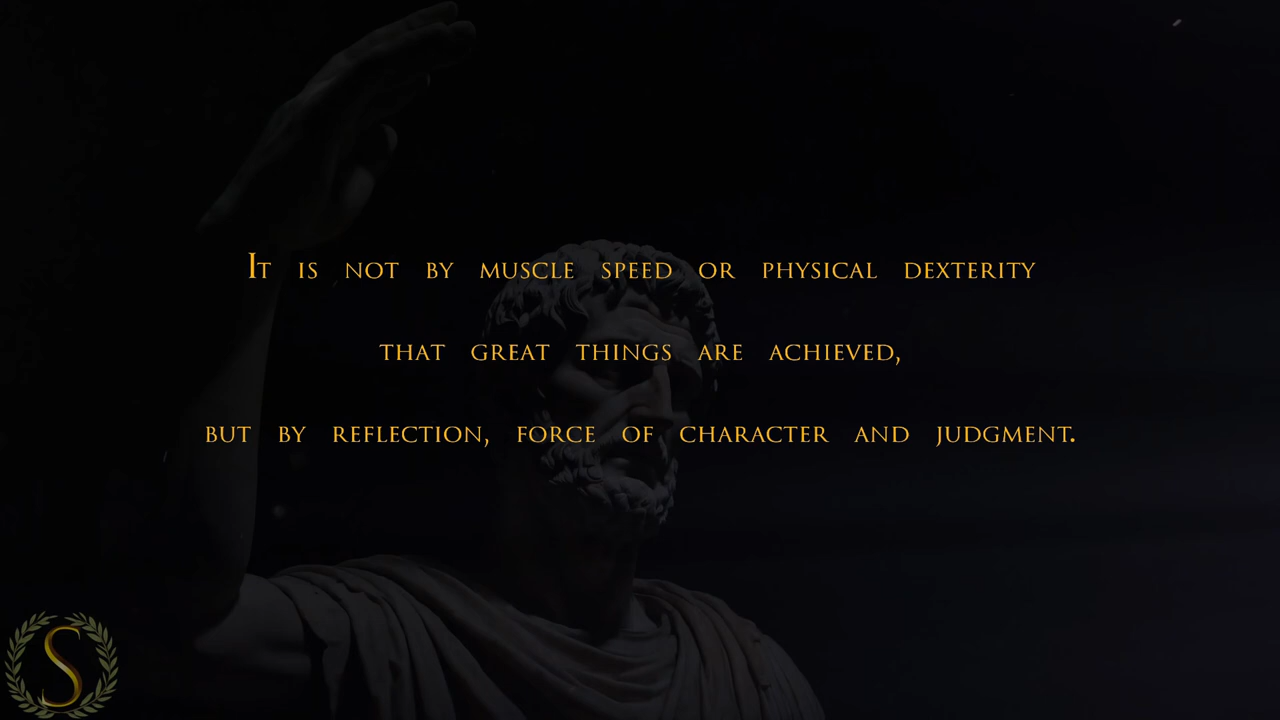 It is not by muscle speed or physical dexterity
that great things are achieved,
but by reflection, force of character and judgment.
S